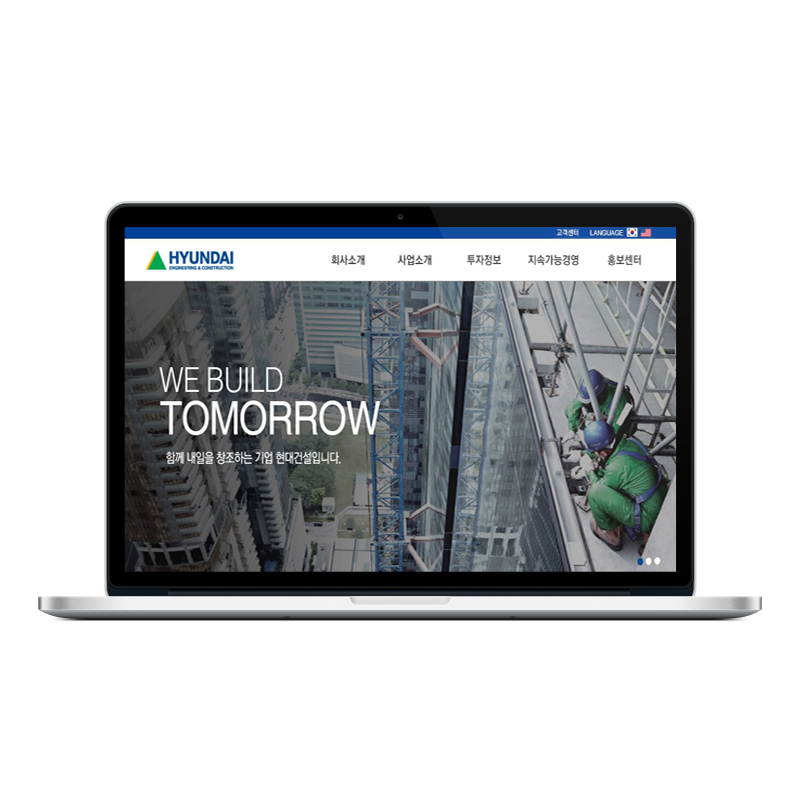 고객센터 LANGUAGE
HYUNDAI
ENGINEERING & CONSTRUCTION
회사소개 사업소개 투자정보 지속가능경영 홍보센터
WE BUILD
TOMORROW
함께 내일을 창조하는 기업 현대건설입니다.